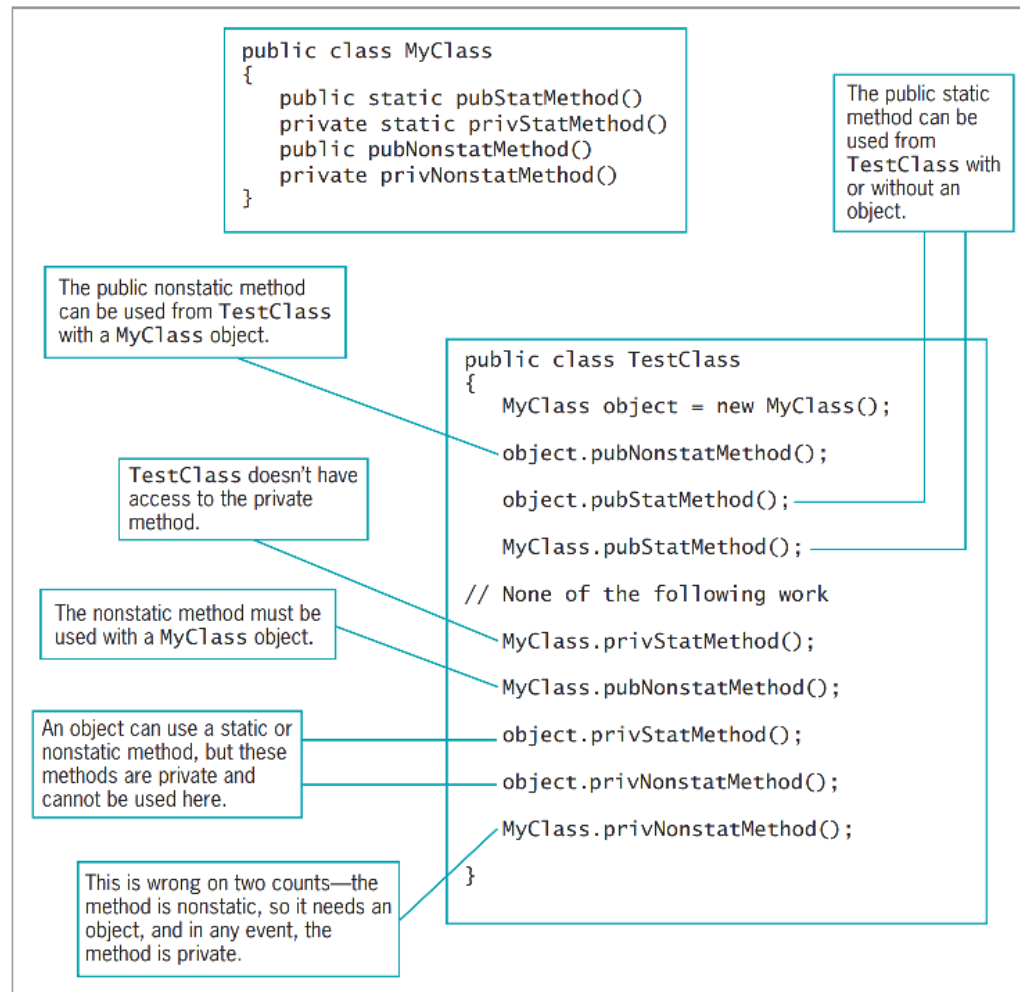 public class MyClass
{
public static pubStatMethod()
private static privStatMethod()
public pubNonstatMethod()
private privNonstatMethod()
}
The public static
method can be
used from
TestClass with
or without an
object.
The public nonstatic method
can be used from TestClass
with a MyClass object.
TestClass doesn't have
access to the private
method.
The nonstatic method must be
used with a MyClass object.
An object can use a static or
nonstatic method, but these
methods are private and
cannot be used here.
This is wrong on two counts—the
method is nonstatic, so it needs an
object, and in any event, the
method is private.
public class TestClass
{
MyClass object = new MyClass();
object.pubNonstatMethod();
object.pubStatMethod();
MyClass.pubStatMethod();
// None of the following work
MyClass.privStatMethod();
MyClass.pubNonstatMethod();
object.privStatMethod();
object.privNonstatMethod();
MyClass.privNonstatMethod();
}